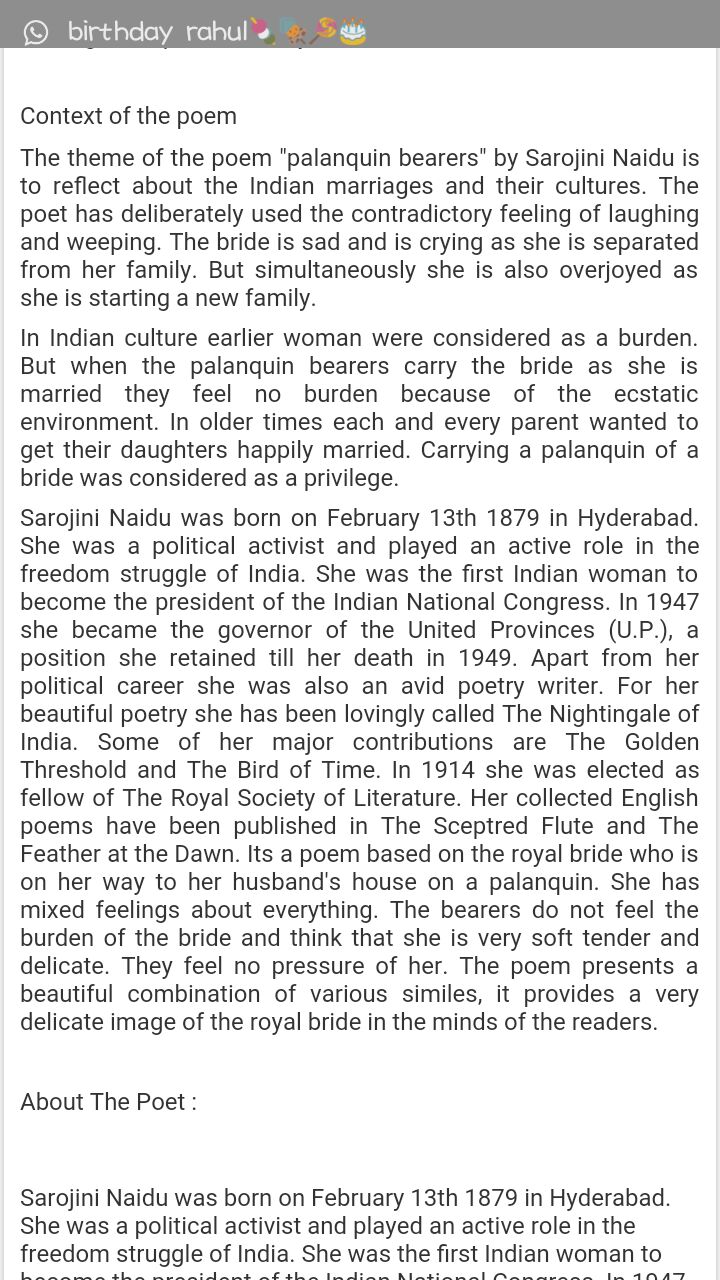 birthday rahul
Context of the poem
The theme of the poem "palanquin bearers" by Sarojini Naidu is
to reflect about the Indian marriages and their cultures. The
poet has deliberately used the contradictory feeling of laughing
and weeping. The bride is sad and is crying as she is separated
from her family. But simultaneously she is also overjoyed as
she is starting a new family.
In Indian culture earlier woman were considered as a burden.
But when the palanquin bearers carry the bride as she is
married they feel no burden because of the ecstatic
environment. In older times each and every parent wanted to
get their daughters happily married. Carrying a palanquin of a
bride was considered as a privilege.
Sarojini Naidu was born on February 13th 1879 in Hyderabad.
She was a political activist and played an active role in the
freedom struggle of India. She was the first Indian woman to
become the president of the Indian National Congress. In 1947
she became the governor of the United Provinces (U.P.), a
position she retained till her death in 1949. Apart from her
political career she was also an avid poetry writer. For her
beautiful poetry she has been lovingly called The Nightingale of
India. Some of her major contributions are The Golden
Threshold and The Bird of Time. In 1914 she was elected as
fellow of The Royal Society of Literature. Her collected English
poems have been published in The Sceptred Flute and The
Feather at the Dawn. Its a poem based on the royal bride who is
on her way to her husband's house on a palanquin. She has
mixed feelings about everything. The bearers do not feel the
burden of the bride and think that she is very soft tender and
delicate. They feel no pressure of her. The poem presents a
beautiful combination of various similes, it provides a very
delicate image of the royal bride in the minds of the readers.
About The Poet :
Sarojini Naidu was born on February 13th 1879 in Hyderabad.
She was a political activist and played an active role in the
freedom struggle of India. She was the first Indian woman to
become the president of the Indian National Congress. In 1947